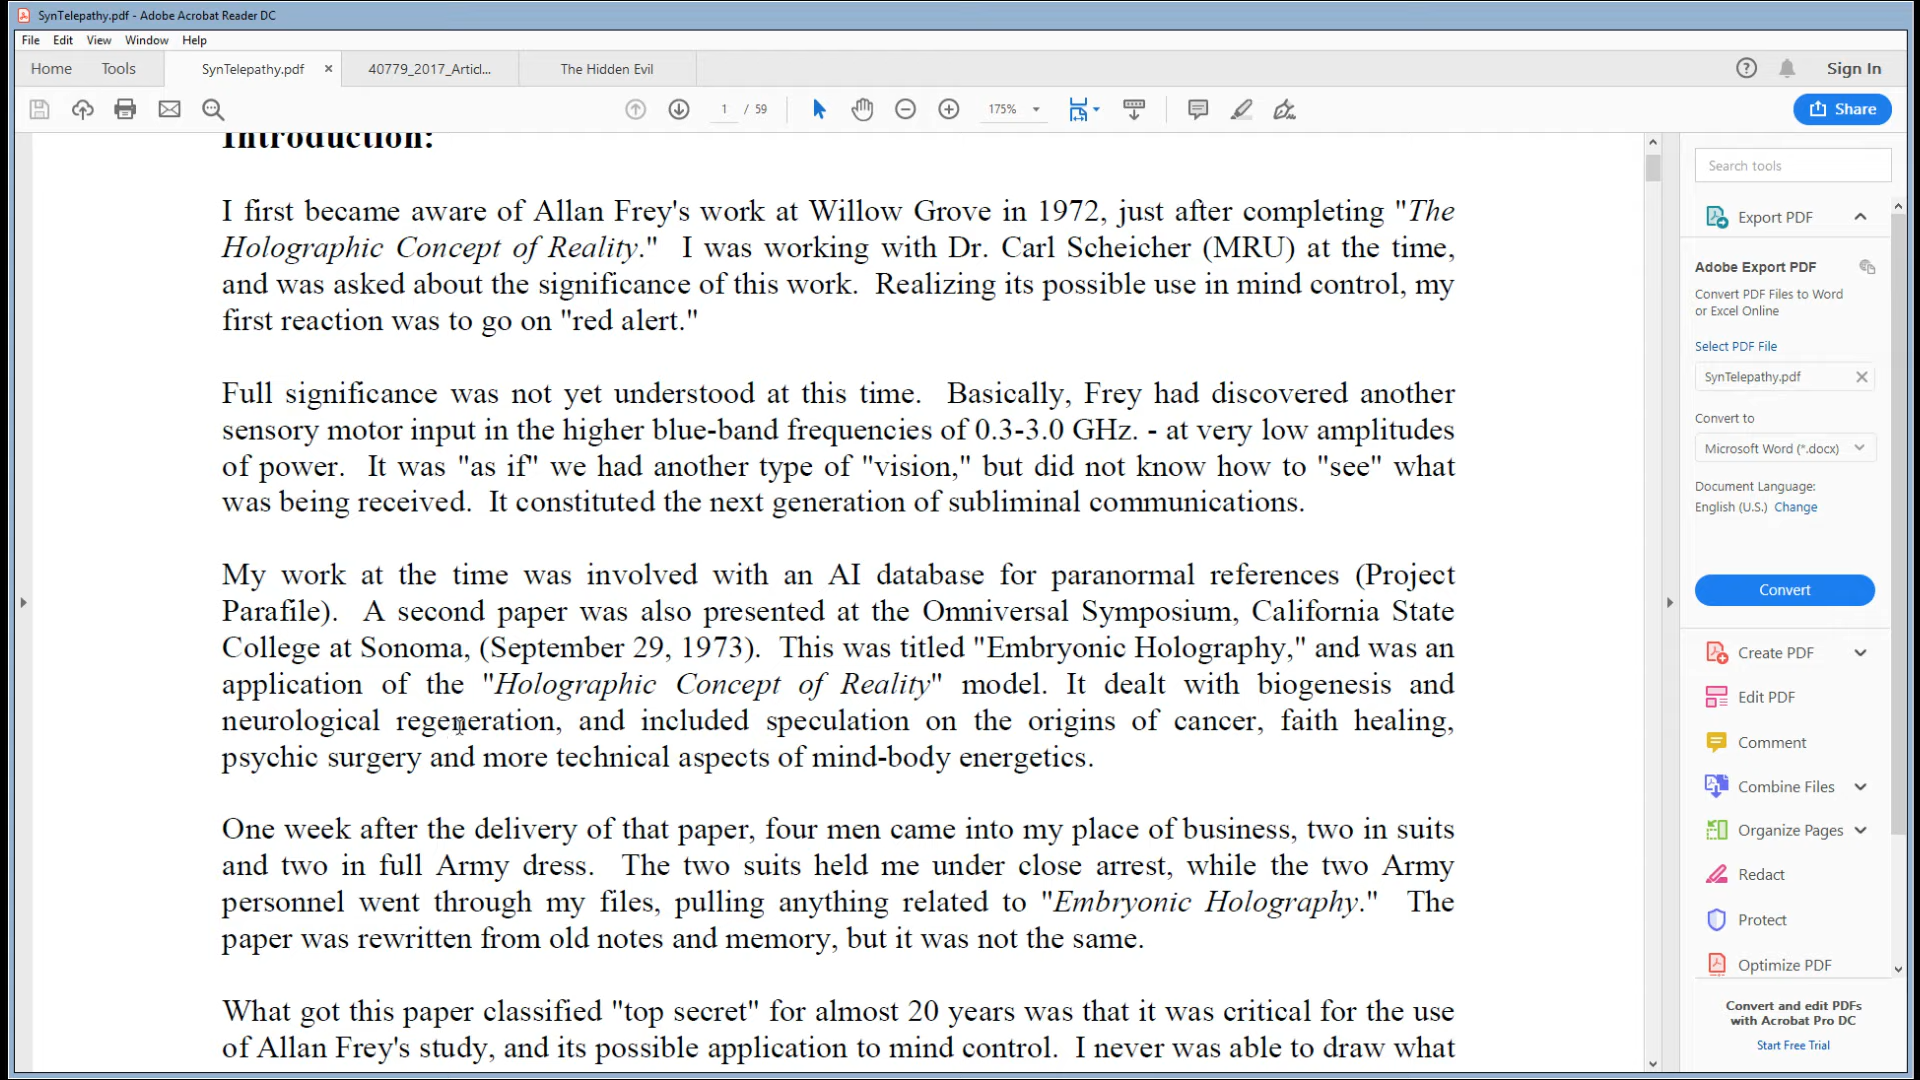 SynTelepathy.pdf - Adobe Acrobat Reader DC
File Edit View Window Help
Home Tools SynTelepathy.pdf × 40779_2017_Articl... The Hidden Evil Sign In
1 / 59 175% Share
Introduction:
I first became aware of Allan Frey's work at Willow Grove in 1972, just after completing "The
Holographic Concept of Reality."  I was working with Dr. Carl Scheicher (MRU) at the time,
and was asked about the significance of this work.  Realizing its possible use in mind control, my
first reaction was to go on "red alert."
Full significance was not yet understood at this time.  Basically, Frey had discovered another
sensory motor input in the higher blue-band frequencies of 0.3-3.0 GHz. - at very low amplitudes
of power.  It was "as if" we had another type of "vision," but did not know how to "see" what
was being received.  It constituted the next generation of subliminal communications.
My work at the time was involved with an AI database for paranormal references (Project
Parafile).  A second paper was also presented at the Omniversal Symposium, California State
College at Sonoma, (September 29, 1973).  This was titled "Embryonic Holography," and was an
application of the "Holographic Concept of Reality" model. It dealt with biogenesis and
neurological regeneration, and included speculation on the origins of cancer, faith healing,
psychic surgery and more technical aspects of mind-body energetics.
One week after the delivery of that paper, four men came into my place of business, two in suits
and two in full Army dress.  The two suits held me under close arrest, while the two Army
personnel went through my files, pulling anything related to "Embryonic Holography."  The
paper was rewritten from old notes and memory, but it was not the same.
What got this paper classified "top secret" for almost 20 years was that it was critical for the use
of Allan Frey's study, and its possible application to mind control.  I never was able to draw what
Search tools
Export PDF
Adobe Export PDF
Convert PDF Files to Word
or Excel Online
Select PDF File
SynTelepathy.pdf
Convert to
Microsoft Word (*.docx)
Document Language:
English (U.S.) Change
Convert
Create PDF
Edit PDF
Comment
Combine Files
Organize Pages
Redact
Protect
Optimize PDF
Convert and edit PDFs
with Acrobat Pro DC
Start Free Trial